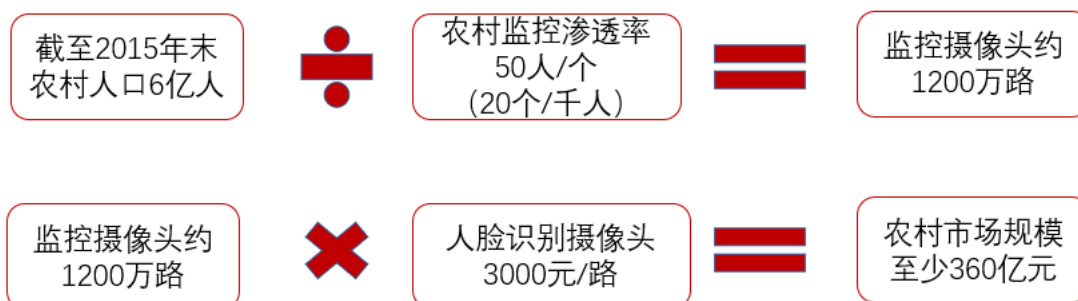 截至2015年末
农村人口6亿人
农村监控渗透率
50人/个
(20个/千人)
监控摄像头约
1200万路
监控摄像头约
1200万路
人脸识别摄像头
3000元/路
农村市场规模
至少360亿元